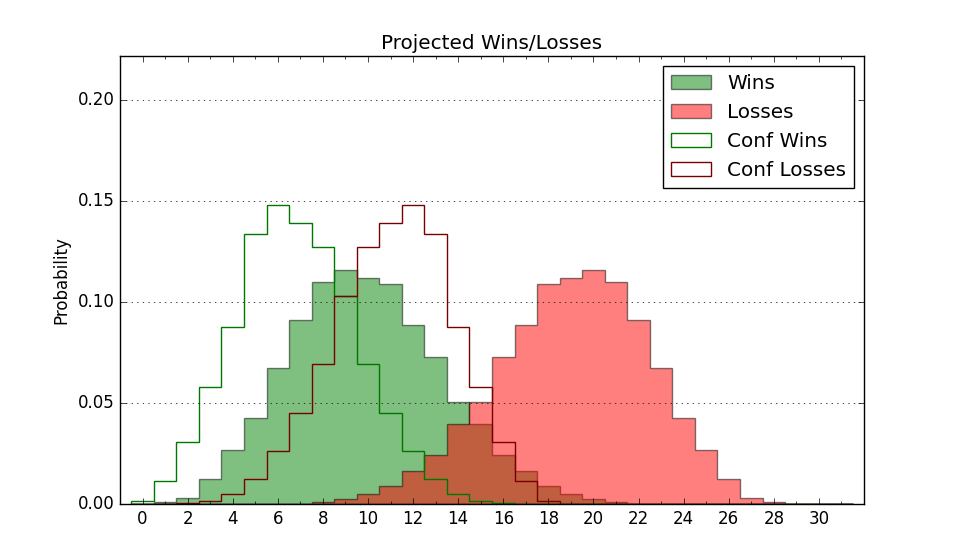 Projected Wins/Losses
Wins
Losses
Conf Wins
Conf Losses
Probability
0.20
0.15
0.10
0.05
0.00
0 2 4 6 8 10 12 14 16 18 20 22 24 26 28 30